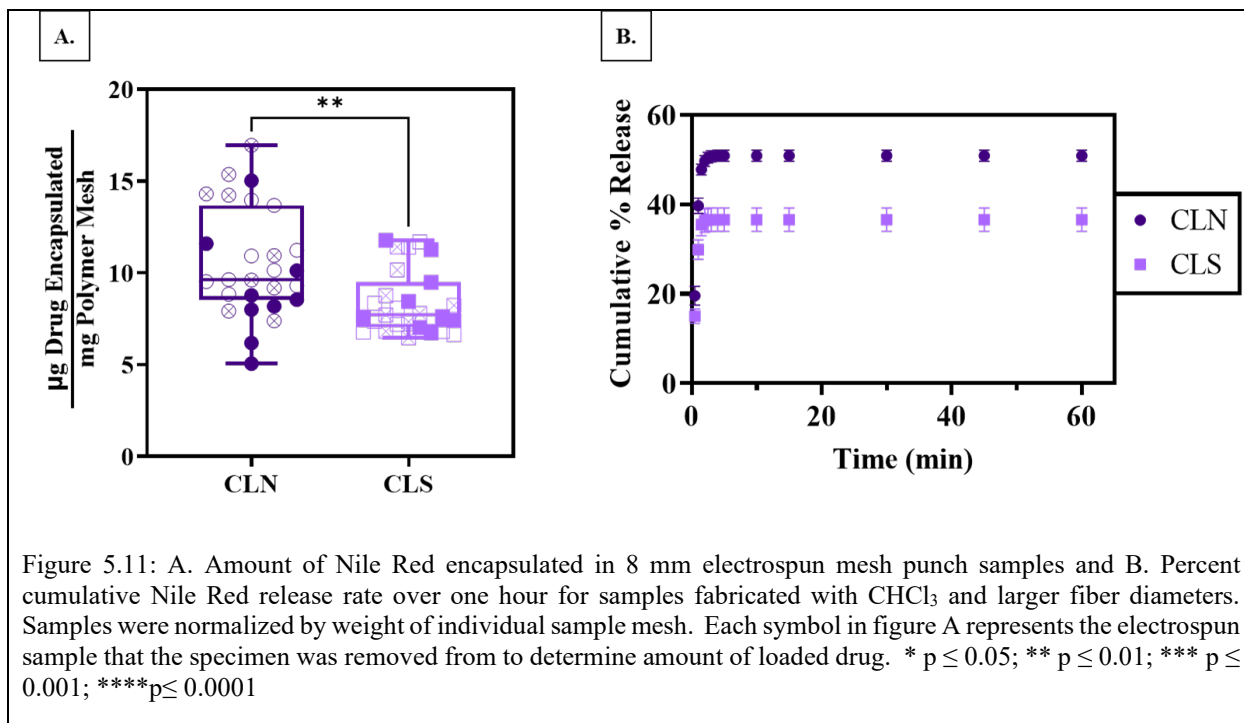 A.
B.
20
15
10
5
0
**
µg Drug Encapsulated
mg Polymer Mesh
CLN CLS
60
40
20
0
Cumulative % Release
0 20 40 60
Time (min)
CLN
CLS
Figure 5.11: A. Amount of Nile Red encapsulated in 8 mm electrospun mesh punch samples and B. Percent
cumulative Nile Red release rate over one hour for samples fabricated with CHCl₃ and larger fiber diameters.
Samples were normalized by weight of individual sample mesh. Each symbol in figure A represents the electrospun
sample that the specimen was removed from to determine amount of loaded drug. * p ≤ 0.05; ** p ≤ 0.01; *** p ≤
0.001; ****p≤ 0.0001